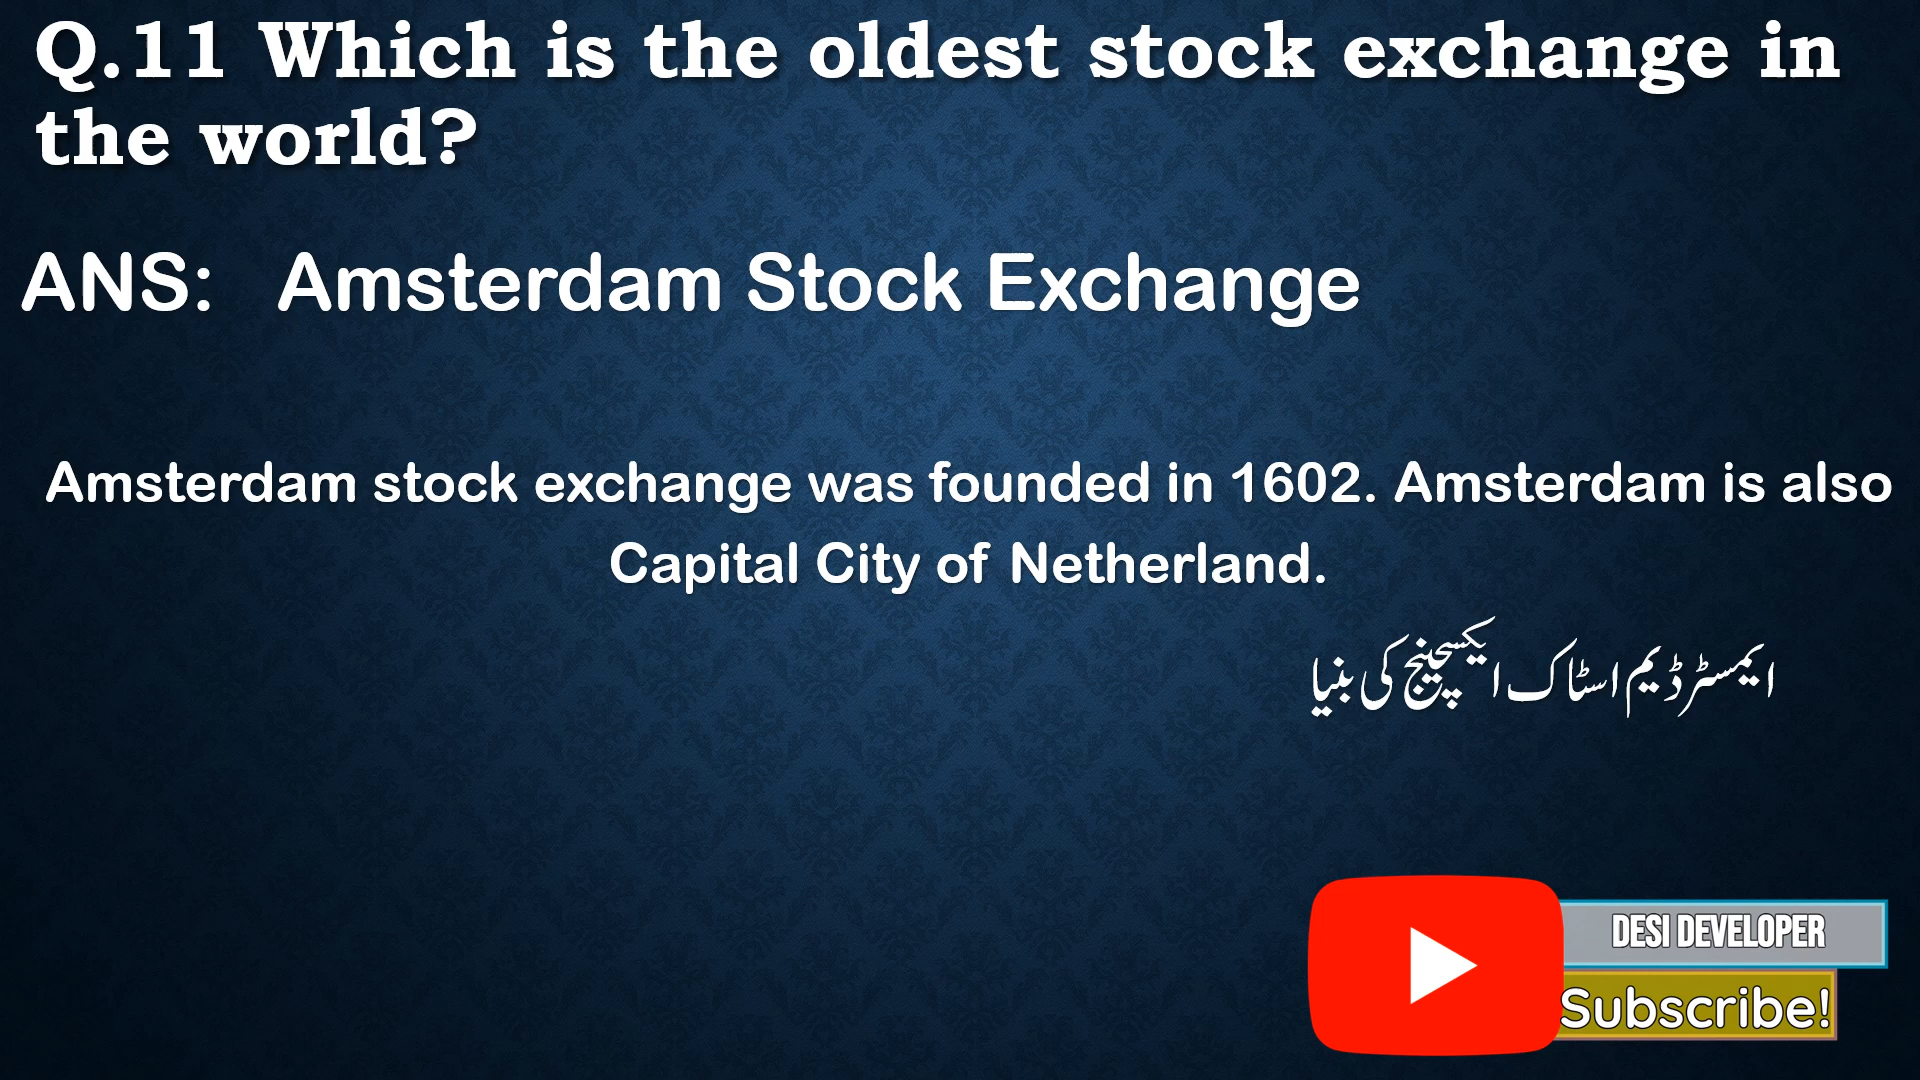 Q.11 Which is the oldest stock exchange in
the world?
ANS: Amsterdam Stock Exchange
Amsterdam stock exchange was founded in 1602. Amsterdam is also
Capital City of Netherland.
ایمسٹرڈیم اسٹاک ایکسچینج کی بنیا
DESI DEVELOPER
Subscribe!